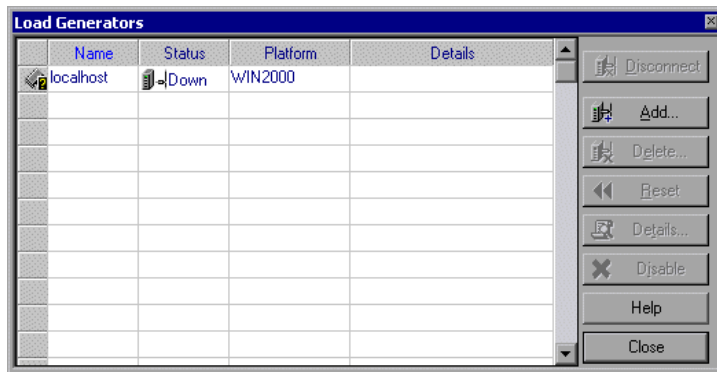 Load Generators
Name Status Platform Details
localhost Down WIN2000
Disconnect
Add...
Delete...
Reset
Details...
Disable
Help
Close